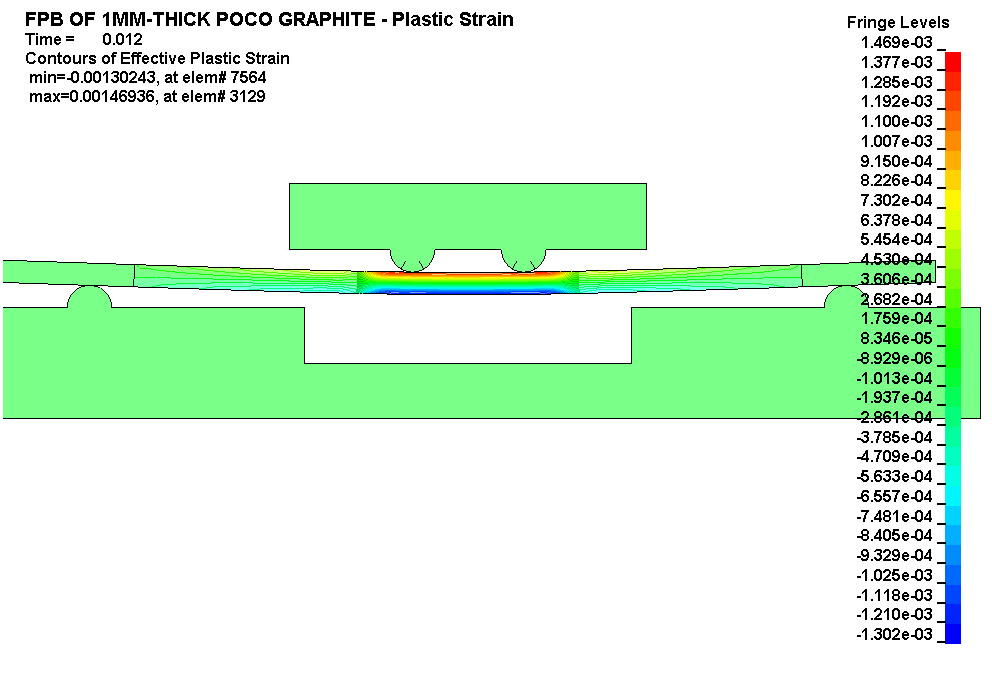 FPB OF 1MM-THICK POCO GRAPHITE - Plastic Strain
Time =      0.012
Contours of Effective Plastic Strain
min=-0.00130243, at elem# 7564
max=0.00146936, at elem# 3129
Fringe Levels
1.469e-03
1.377e-03
1.285e-03
1.192e-03
1.100e-03
1.007e-03
9.150e-04
8.226e-04
7.302e-04
6.378e-04
5.454e-04
4.530e-04
3.606e-04
2.682e-04
1.759e-04
8.346e-05
-8.929e-06
-1.013e-04
-1.937e-04
-2.861e-04
-3.785e-04
-4.709e-04
-5.633e-04
-6.557e-04
-7.481e-04
-8.405e-04
-9.329e-04
-1.025e-03
-1.118e-03
-1.210e-03
-1.302e-03